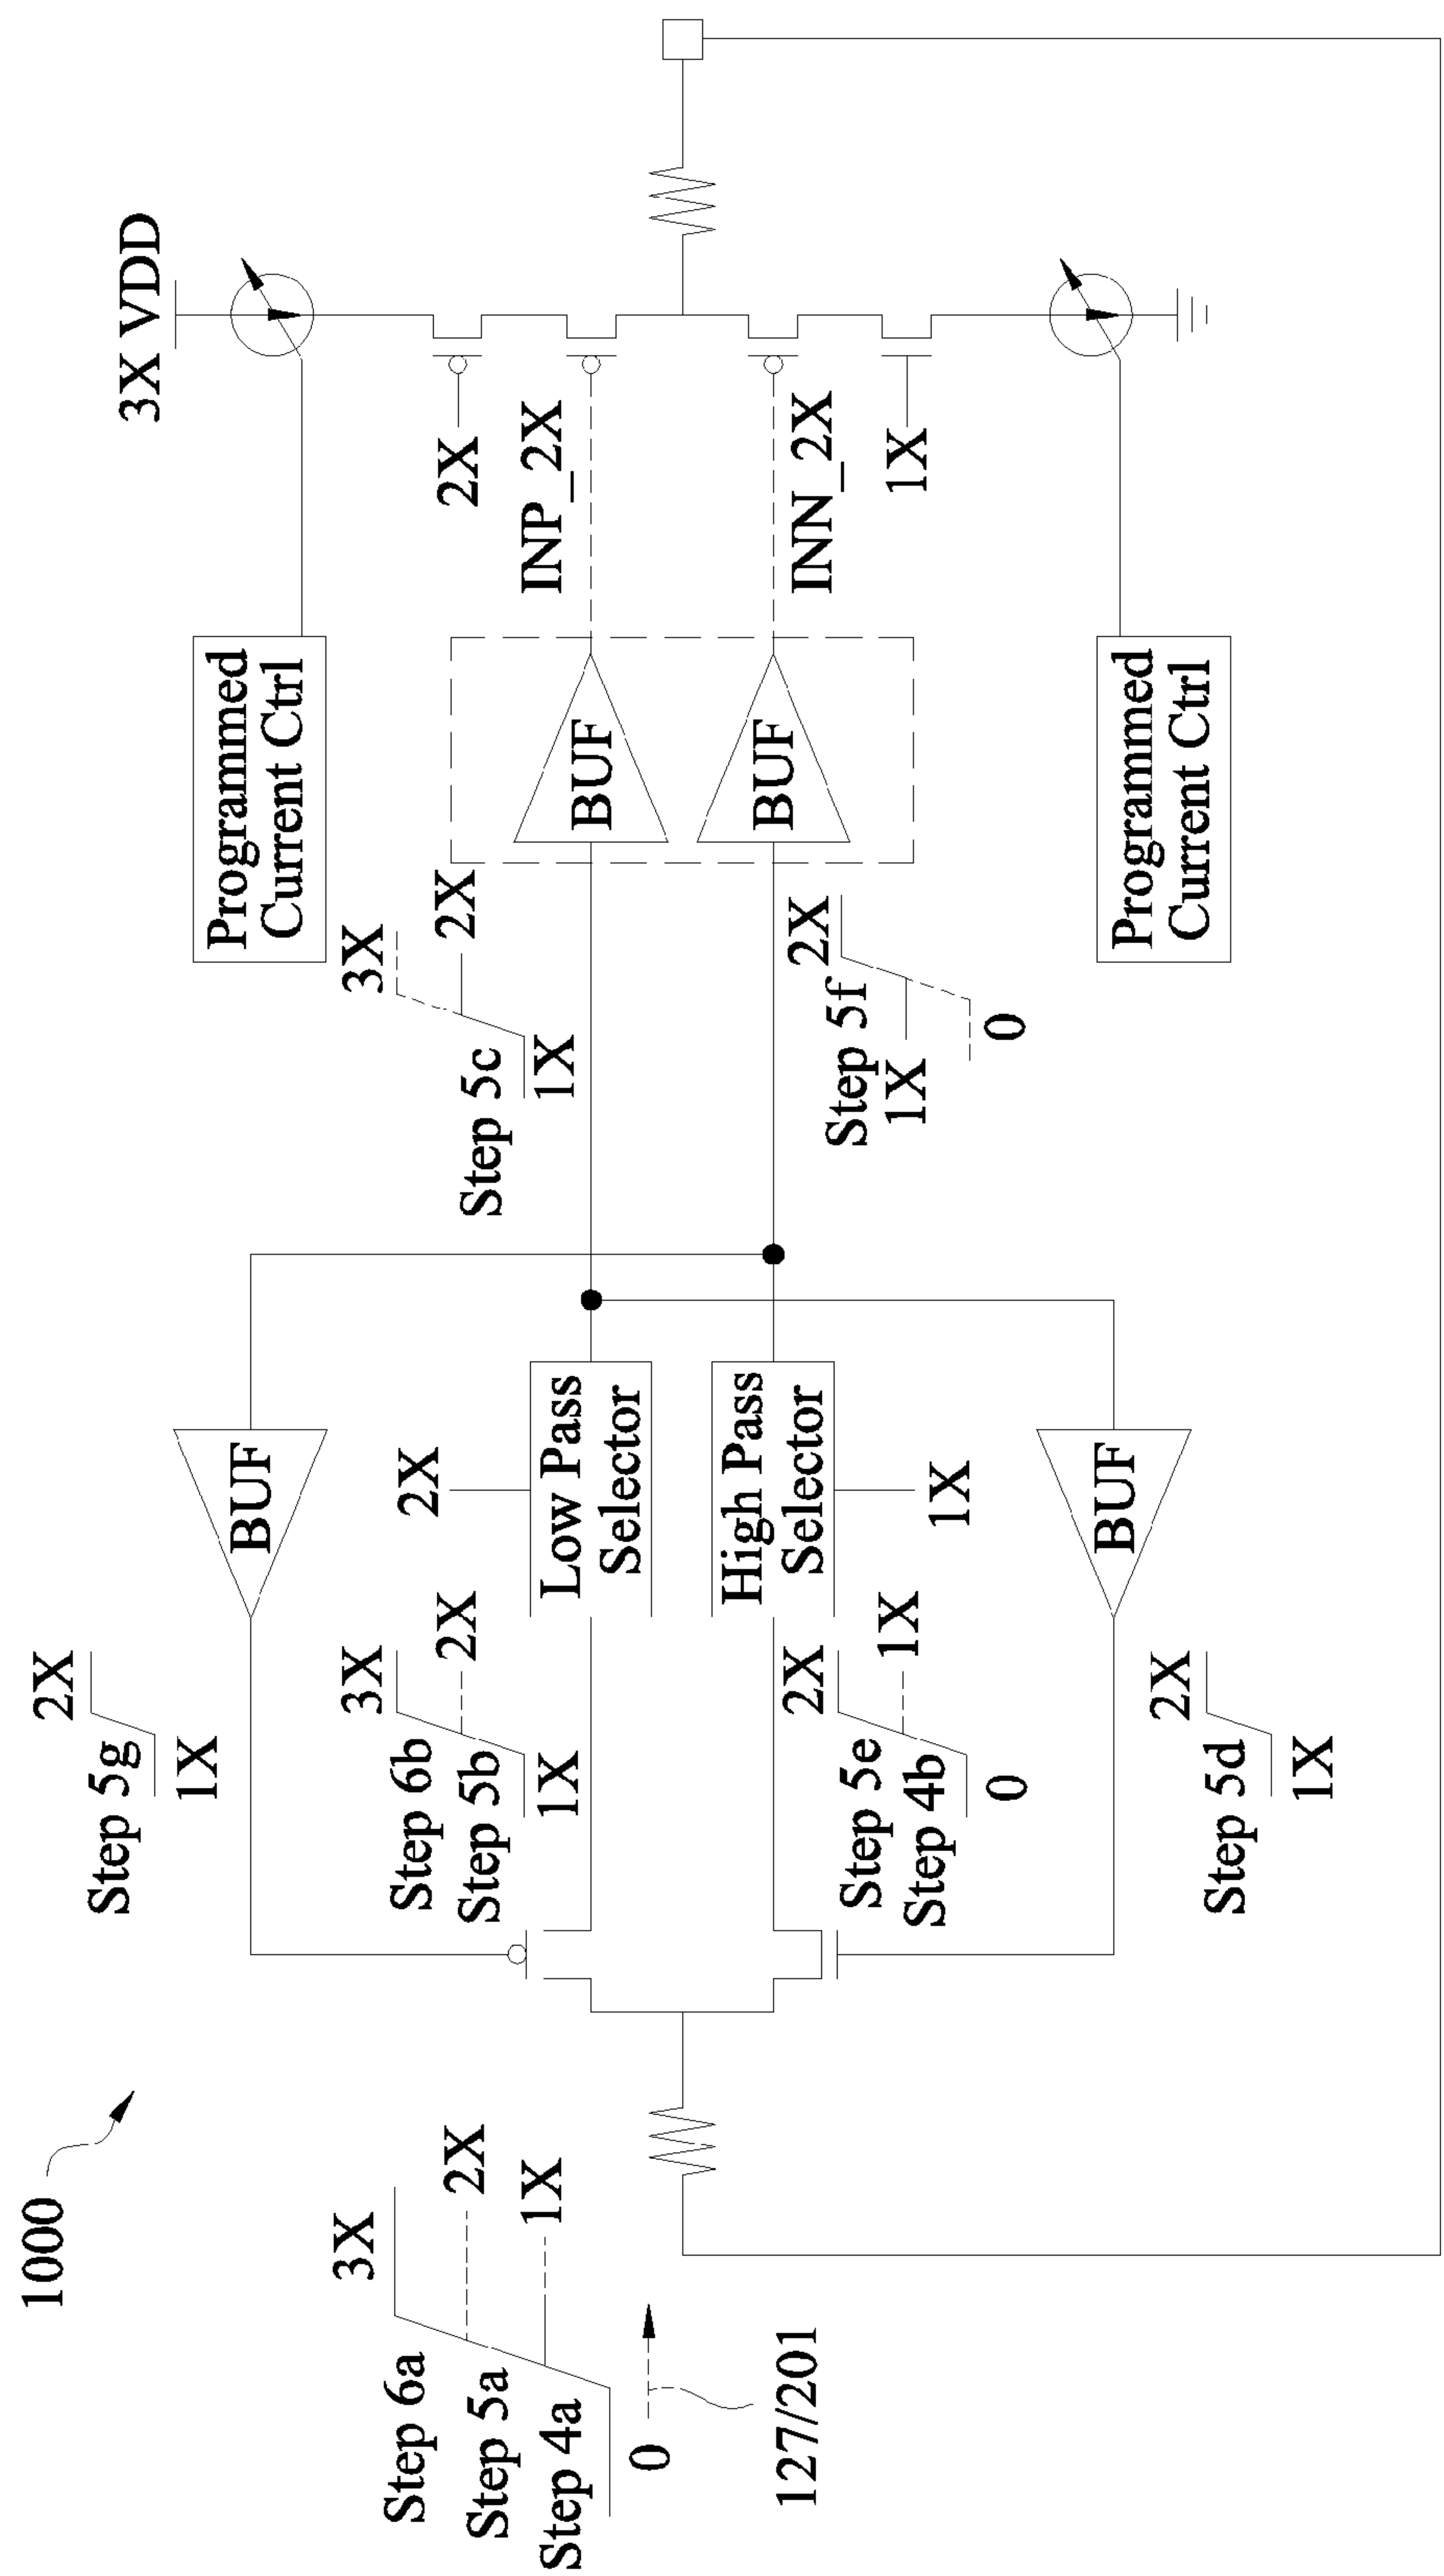 1000
3X
2X
1X
Step 6a
Step 5a
Step 4a
0
127/201
2X
Step 5g
1X
BUF
3X
2X
Step 6b
Step 5b
1X
2X
Low Pass
Selector
2X
1X
Step 5e
Step 4b
0
High Pass
Selector
1X
2X
Step 5d
1X
BUF
3X
2X
Step 5c
1X
BUF
BUF
2X
Step 5f
1X
0
Programmed
Current Ctrl
3X VDD
2X
INP_2X
INN_2X
1X
Programmed
Current Ctrl